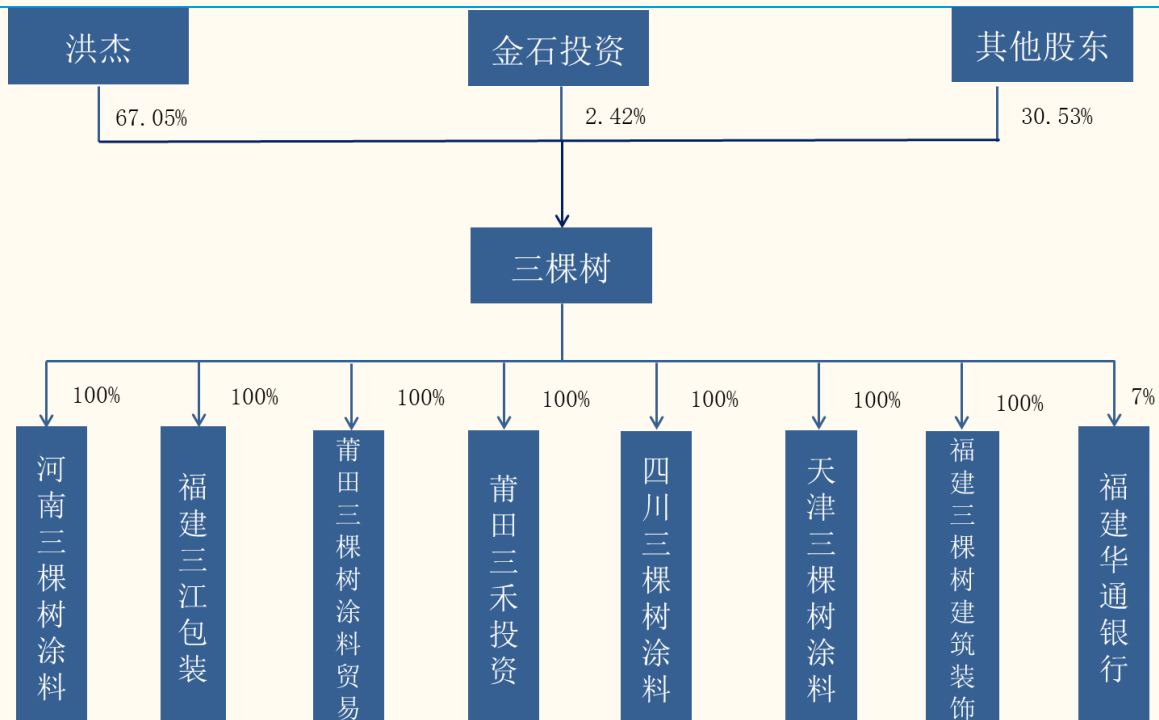 洪杰
金石投资
其他股东
67.05%
2.42%
30.53%
三棵树
100%
100%
100%
100%
100%
100%
100%
7%
河南三棵树涂料
福建三江包装
莆田三棵树涂料贸易
莆田三禾投资
四川三棵树涂料
天津三棵树涂料
福建三棵树建筑装饰
福建华通银行